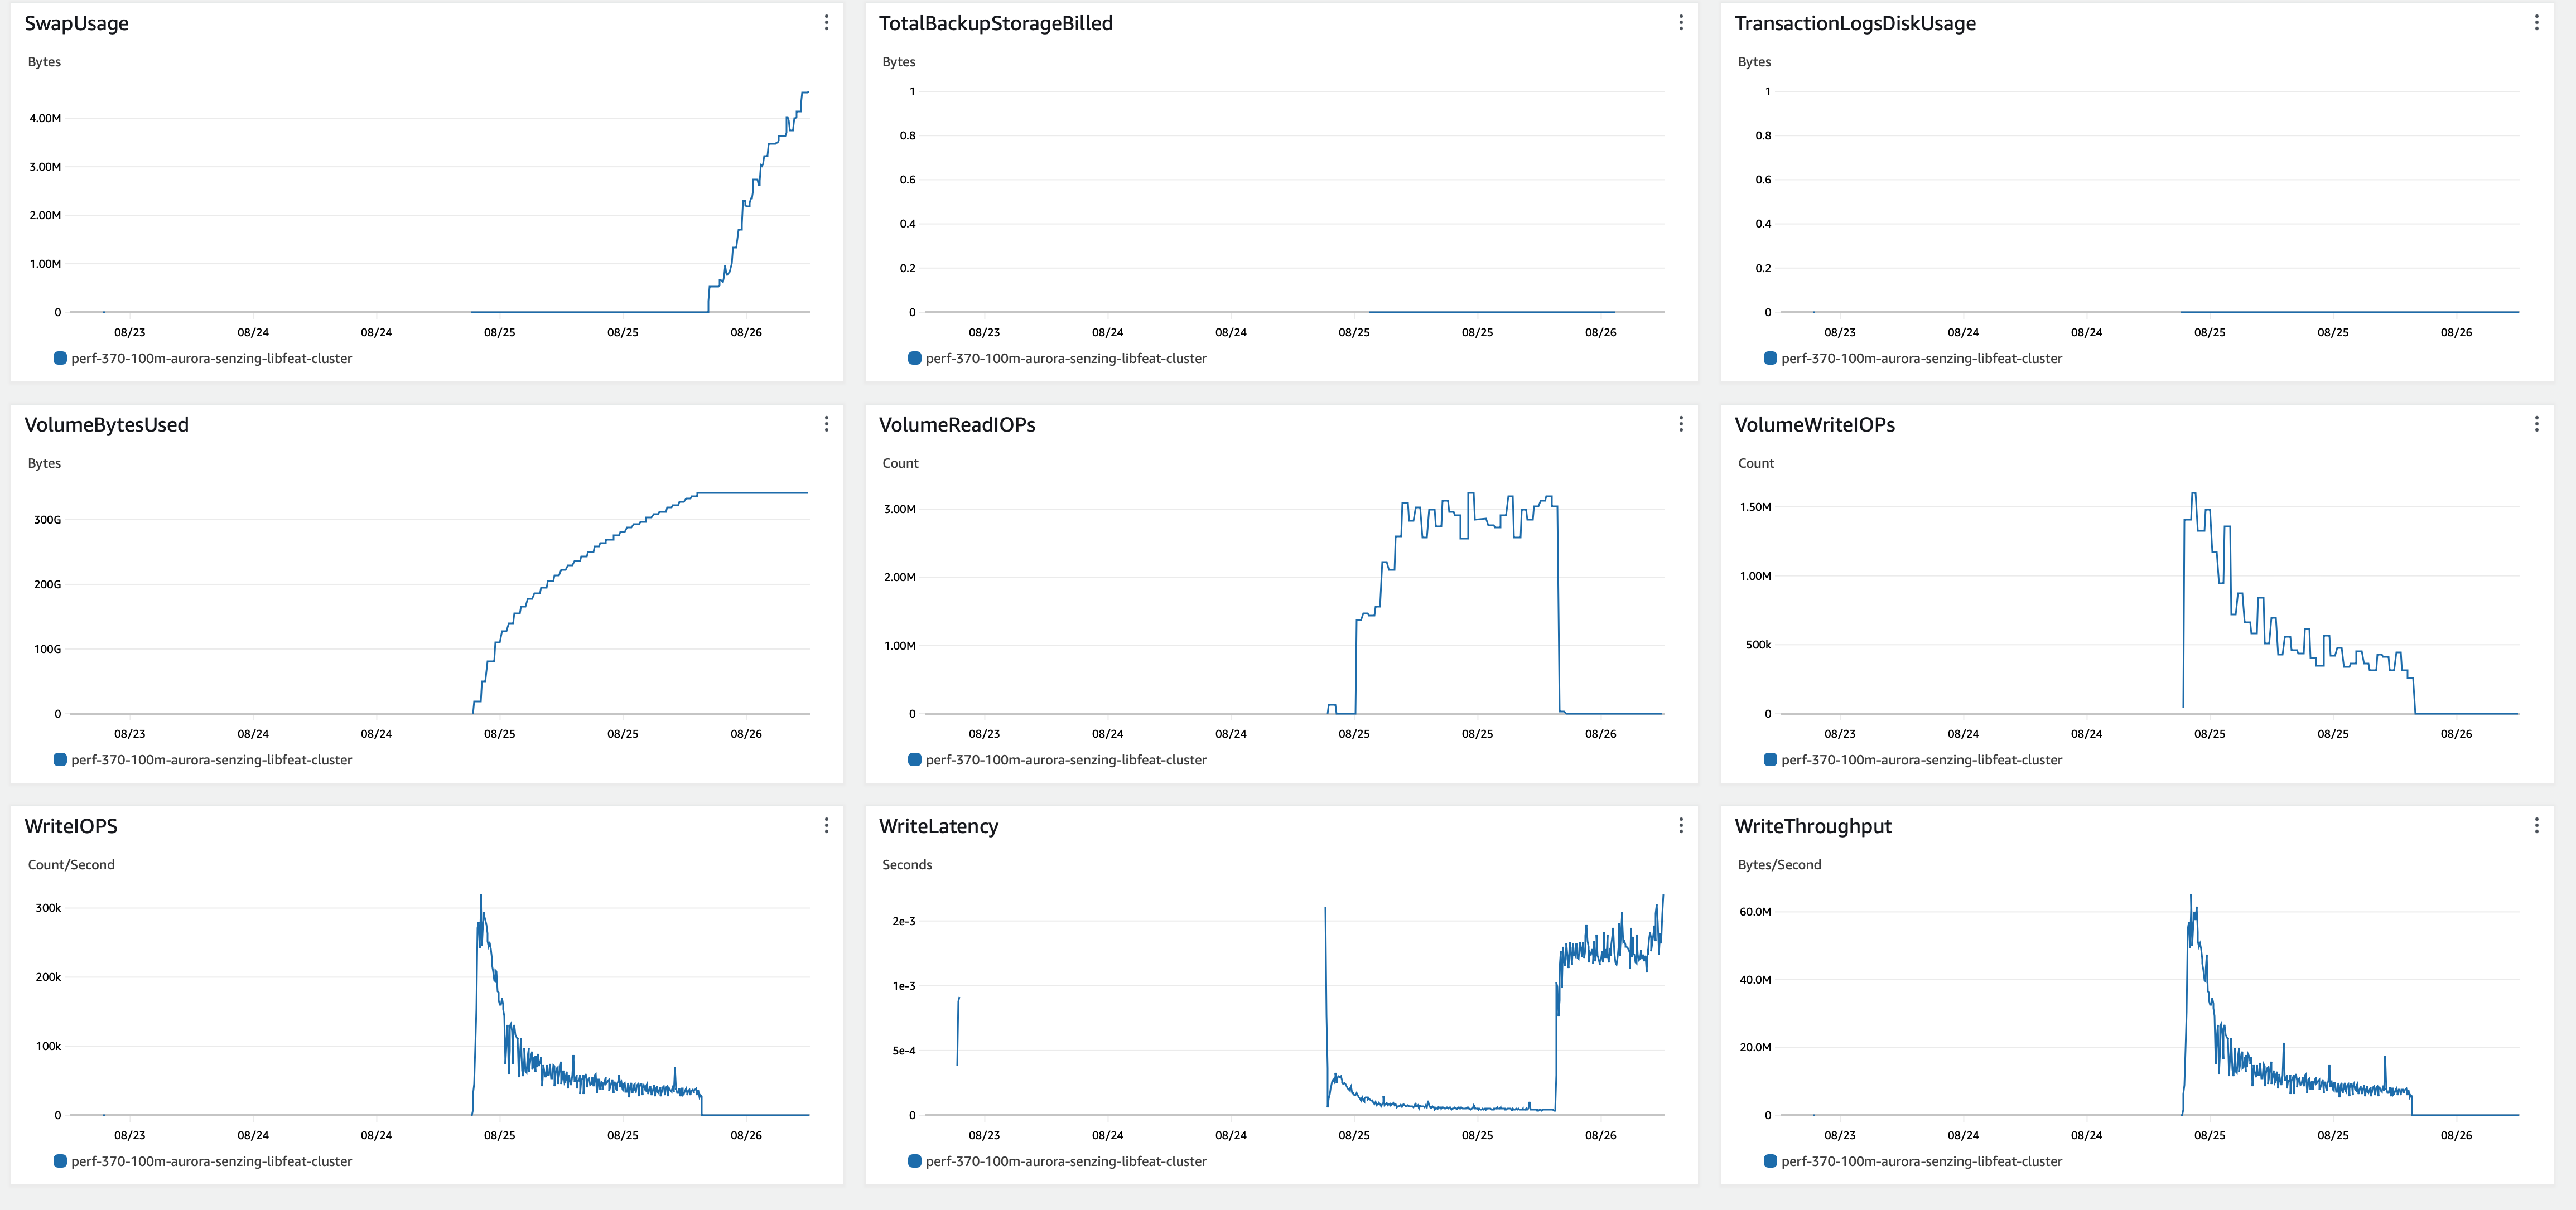 SwapUsage
Bytes
4.00M
3.00M
2.00M
1.00M
0
08/23 08/24 08/24 08/25 08/25 08/26
perf-370-100m-aurora-senzing-libfeat-cluster
TotalBackupStorageBilled
Bytes
1
0.8
0.6
0.4
0.2
0
08/23 08/24 08/24 08/25 08/25 08/26
perf-370-100m-aurora-senzing-libfeat-cluster
TransactionLogsDiskUsage
Bytes
1
0.8
0.6
0.4
0.2
0
08/23 08/24 08/24 08/25 08/25 08/26
perf-370-100m-aurora-senzing-libfeat-cluster
VolumeBytesUsed
Bytes
300G
200G
100G
0
08/23 08/24 08/24 08/25 08/25 08/26
perf-370-100m-aurora-senzing-libfeat-cluster
VolumeReadIOPs
Count
3.00M
2.00M
1.00M
0
08/23 08/24 08/24 08/25 08/25 08/26
perf-370-100m-aurora-senzing-libfeat-cluster
VolumeWriteIOPs
Count
1.50M
1.00M
500k
0
08/23 08/24 08/24 08/25 08/25 08/26
perf-370-100m-aurora-senzing-libfeat-cluster
WriteIOPS
Count/Second
300k
200k
100k
0
08/23 08/24 08/24 08/25 08/25 08/26
perf-370-100m-aurora-senzing-libfeat-cluster
WriteLatency
Seconds
2e-3
1e-3
5e-4
0
08/23 08/24 08/24 08/25 08/25 08/26
perf-370-100m-aurora-senzing-libfeat-cluster
WriteThroughput
Bytes/Second
60.0M
40.0M
20.0M
0
08/23 08/24 08/24 08/25 08/25 08/26
perf-370-100m-aurora-senzing-libfeat-cluster